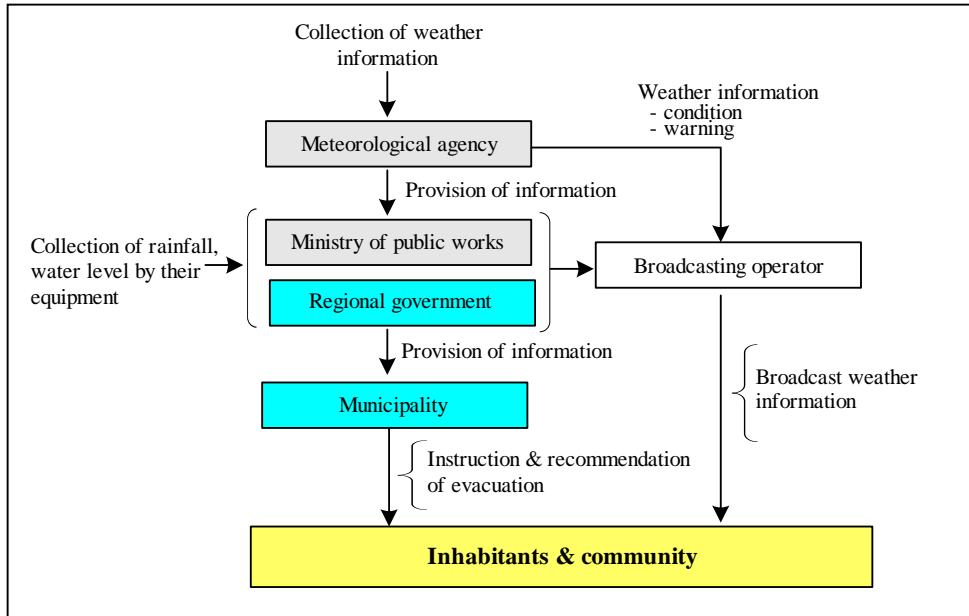 Collection of weather
information
Weather information
- condition
- warning
Meteorological agency
Provision of information
Collection of rainfall,
water level by their
equipment
Ministry of public works
Regional government
Broadcasting operator
Provision of information
Municipality
Broadcast weather
information
Instruction & recommendation
of evacuation
Inhabitants & community